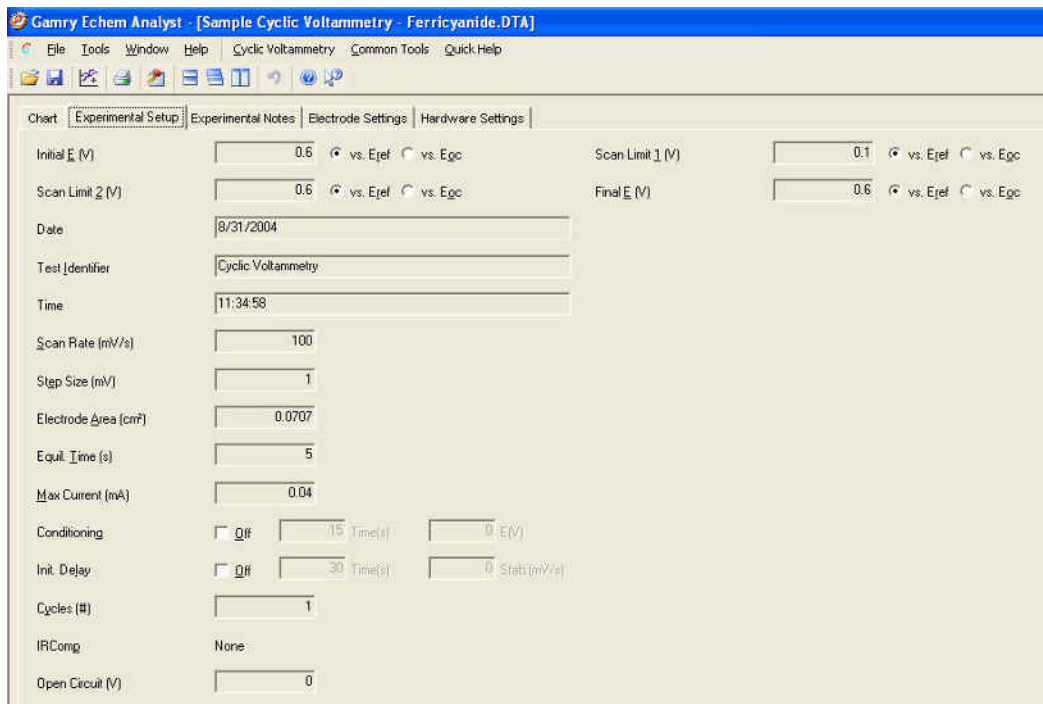 Gamry Echem Analyst - [Sample Cyclic Voltammetry - Ferricyanide.DTA]
File Tools Window Help Cyclic Voltammetry Common Tools Quick Help
Chart Experimental Setup Experimental Notes Electrode Settings Hardware Settings
Initial E (V) 0.6 vs. Eref vs. Eoc Scan Limit 1 (V) 0.1 vs. Eref vs. Eoc
Scan Limit 2 (V) 0.6 vs. Eref vs. Eoc Final E (V) 0.6 vs. Eref vs. Eoc
Date 8/31/2004
Test Identifier Cyclic Voltammetry
Time 11:34:58
Scan Rate (mV/s) 100
Step Size (mV) 1
Electrode Area (cm²) 0.0707
Equil. Time (s) 5
Max Current (mA) 0.04
Conditioning Off 15 Time(s) 0 E(V)
Init. Delay Off 30 Time(s) 0 Stab.(mV/s)
Cycles (#) 1
IRComp None
Open Circuit (V) 0